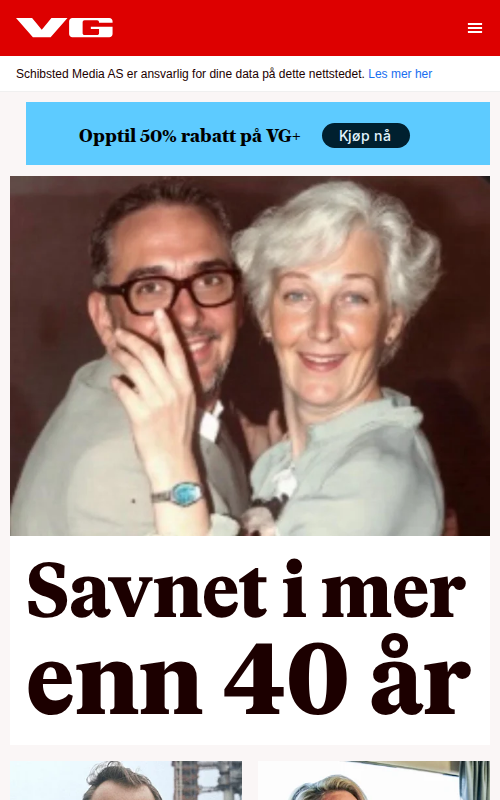 VG
Schibsted Media AS er ansvarlig for dine data på dette nettstedet. Les mer her
Opptil 50% rabatt på VG+
Kjøp nå
Savnet i mer
enn 40 år